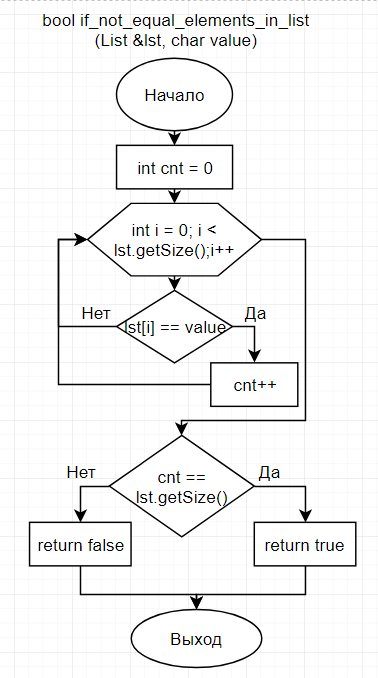 bool if_not_equal_elements_in_list
(List &lst, char value)
Начало
int cnt = 0
int i = 0; i <
lst.getSize();i++
Нет
lst[i] == value
Да
cnt++
Нет
cnt ==
lst.getSize()
Да
return false
return true
Выход